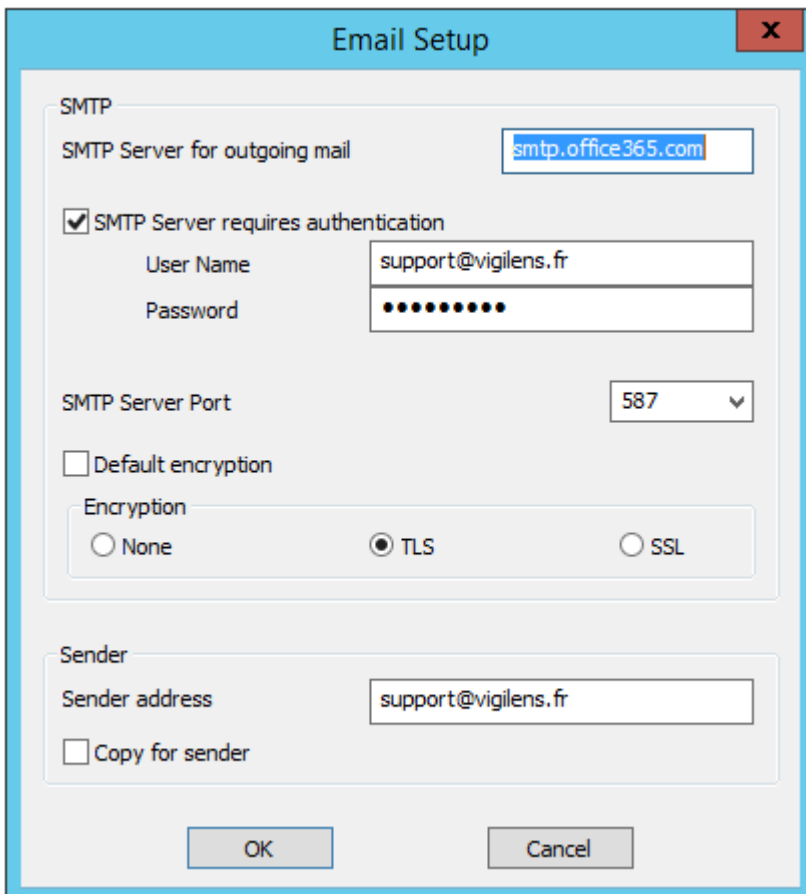 Email Setup
x
SMTP
SMTP Server for outgoing mail smtp.office365.com
SMTP Server requires authentication
User Name support@vigilens.fr
Password •••••••••
SMTP Server Port 587
Default encryption
Encryption
None TLS SSL
Sender
Sender address support@vigilens.fr
Copy for sender
OK Cancel